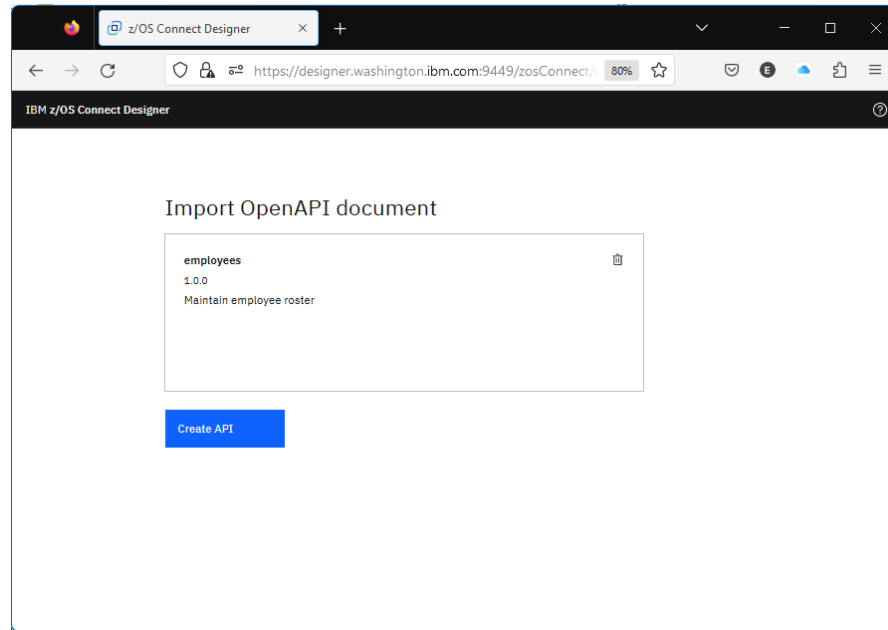 z/OS Connect Designer
https://designer.washington.ibm.com:9449/zosConnect/
80%
E
IBM z/OS Connect Designer
Import OpenAPI document
employees
1.0.0
Maintain employee roster
Create API